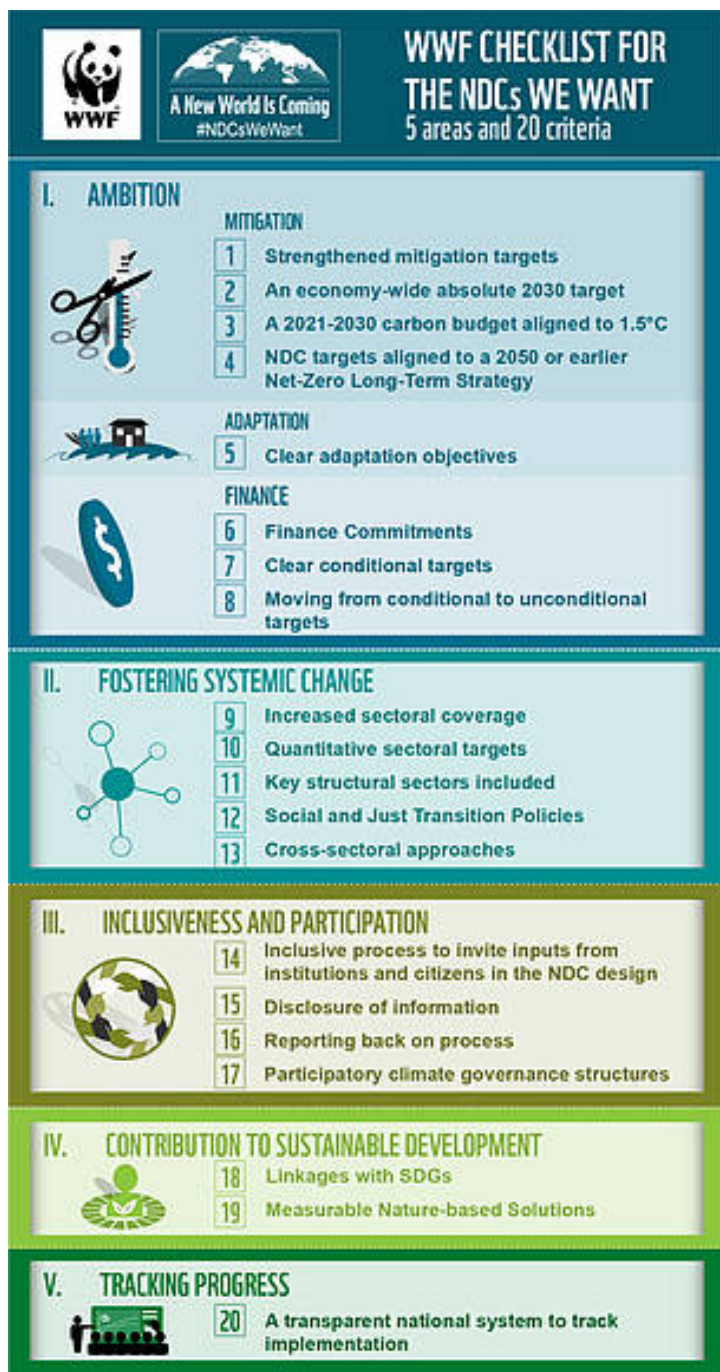 WWF
A New World Is Coming
#NDCsWeWant
WWF CHECKLIST FOR
THE NDCs WE WANT
5 areas and 20 criteria
I. AMBITION
MITIGATION
1 Strengthened mitigation targets
2 An economy-wide absolute 2030 target
3 A 2021-2030 carbon budget aligned to 1.5°C
4 NDC targets aligned to a 2050 or earlier
Net-Zero Long-Term Strategy
ADAPTATION
5 Clear adaptation objectives
FINANCE
6 Finance Commitments
7 Clear conditional targets
8 Moving from conditional to unconditional
targets
II. FOSTERING SYSTEMIC CHANGE
9 Increased sectoral coverage
10 Quantitative sectoral targets
11 Key structural sectors included
12 Social and Just Transition Policies
13 Cross-sectoral approaches
III. INCLUSIVENESS AND PARTICIPATION
14 Inclusive process to invite inputs from
institutions and citizens in the NDC design
15 Disclosure of information
16 Reporting back on process
17 Participatory climate governance structures
IV. CONTRIBUTION TO SUSTAINABLE DEVELOPMENT
18 Linkages with SDGs
19 Measurable Nature-based Solutions
V. TRACKING PROGRESS
20 A transparent national system to track
implementation